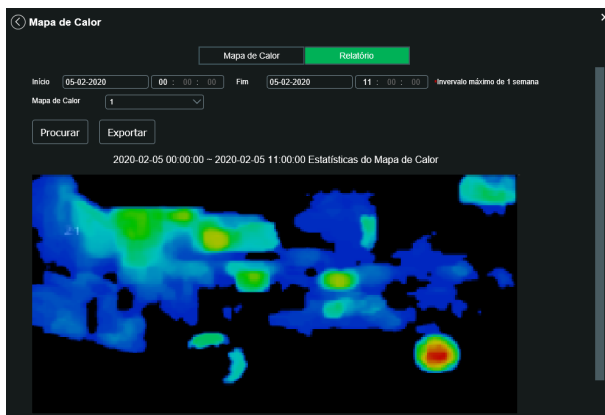 Mapa de Calor
Mapa de Calor Relatório
Início 05-02-2020 00 : 00 : 00 Fim 05-02-2020 11 : 00 : 00 *Intervalo máximo de 1 semana
Mapa de Calor 1
Procurar Exportar
2020-02-05 00:00:00 ~ 2020-02-05 11:00:00 Estatísticas do Mapa de Calor
21